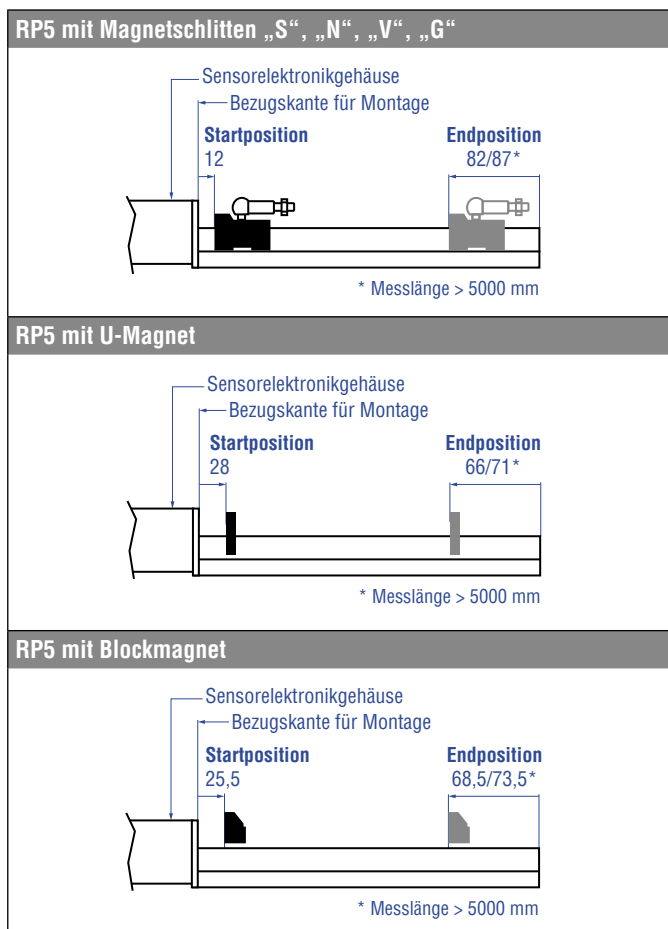 RP5 mit Magnetschlitten „S“, „N“, „V“, „G“
Sensorelektronikgehäuse
Bezugskante für Montage
Startposition
12
Endposition
82/87*
* Messlänge > 5000 mm
RP5 mit U-Magnet
Sensorelektronikgehäuse
Bezugskante für Montage
Startposition
28
Endposition
66/71*
* Messlänge > 5000 mm
RP5 mit Blockmagnet
Sensorelektronikgehäuse
Bezugskante für Montage
Startposition
25,5
Endposition
68,5/73,5*
* Messlänge > 5000 mm